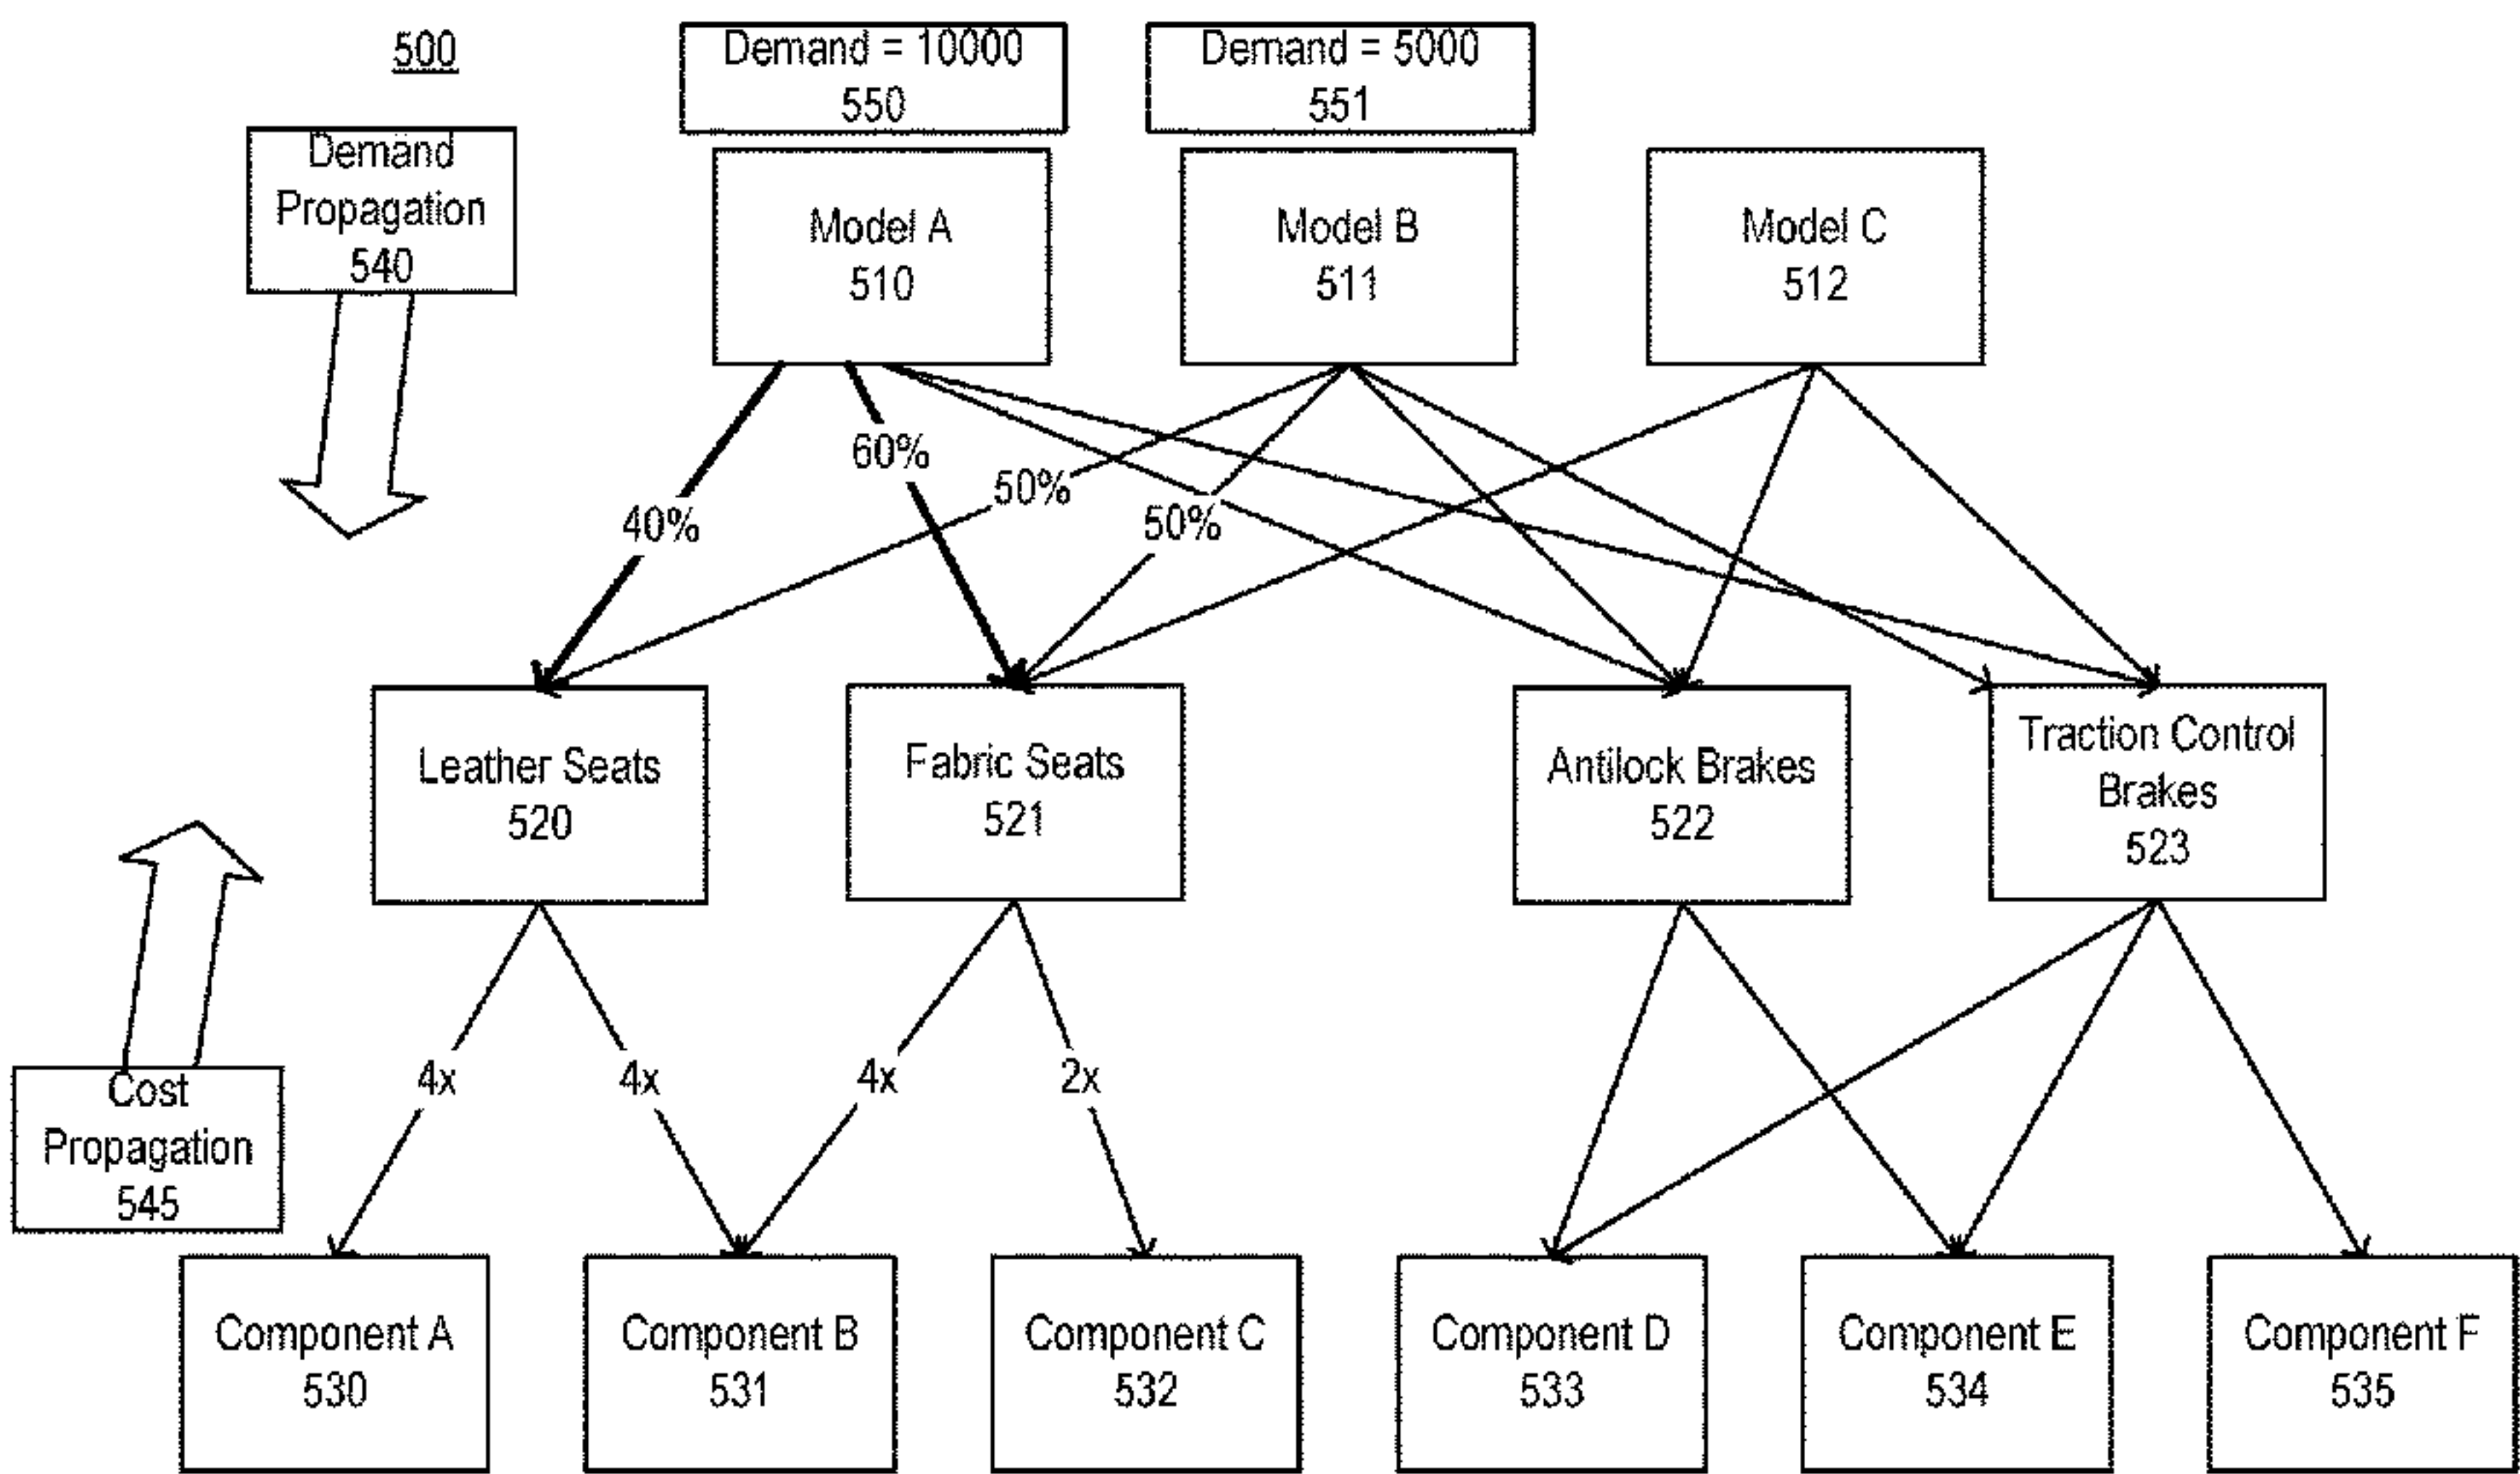 500
Demand = 10000
550
Demand = 5000
551
Demand
Propagation
540
Model A
510
Model B
511
Model C
512
60%
50%
40%
50%
Leather Seats
520
Fabric Seats
521
Antilock Brakes
522
Traction Control
Brakes
523
4x
4x
4x
2x
Cost
Propagation
545
Component A
530
Component B
531
Component C
532
Component D
533
Component E
534
Component F
535